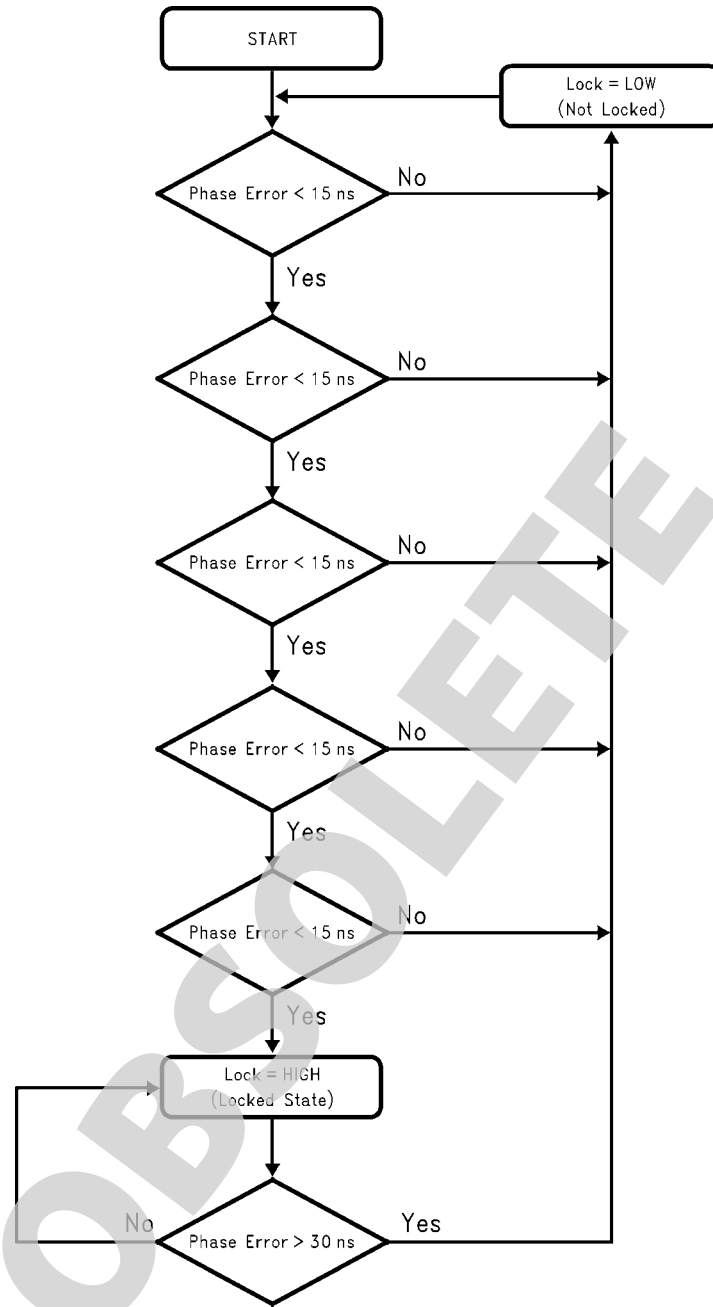 START
Lock = LOW
(Not Locked)
Phase Error < 15 ns
No
Yes
Phase Error < 15 ns
No
Yes
Phase Error < 15 ns
No
Yes
Phase Error < 15 ns
No
Yes
Phase Error < 15 ns
No
Yes
Lock = HIGH
(Locked State)
No
Phase Error > 30 ns
Yes
OBSOLETE